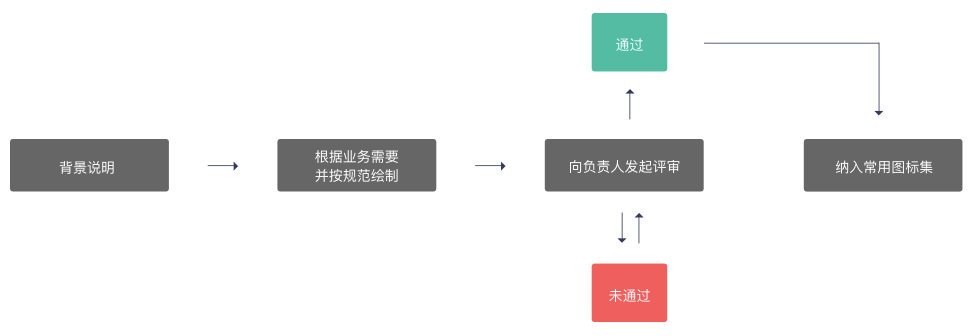 通过
背景说明
根据业务需要
并按规范绘制
向负责人发起评审
纳入常用图标集
未通过